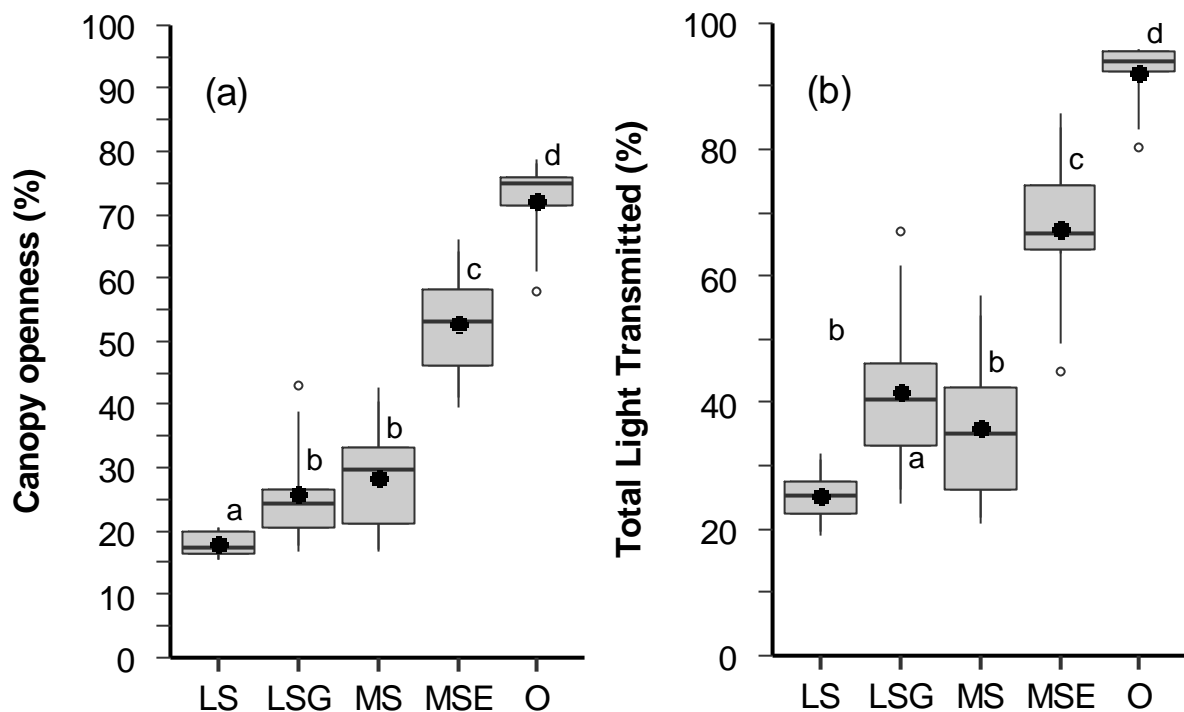 Canopy openness (%)
100
90
80
70
60
50
40
30
20
10
0
(a)
a
b
b
c
d
LS LSG MS MSE O
Total Light Transmitted (%)
100
80
60
40
20
0
(b)
b
a
b
c
d
LS LSG MS MSE O